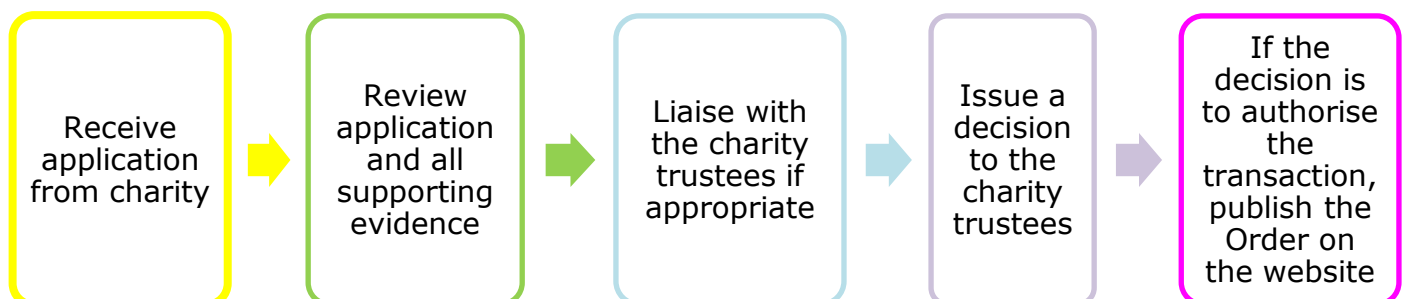 Receive
application
from charity
Review
application
and all
supporting
evidence
Liaise with
the charity
trustees if
appropriate
Issue a
decision
to the
charity
trustees
If the
decision is
to authorise
the
transaction,
publish the
Order on
the website